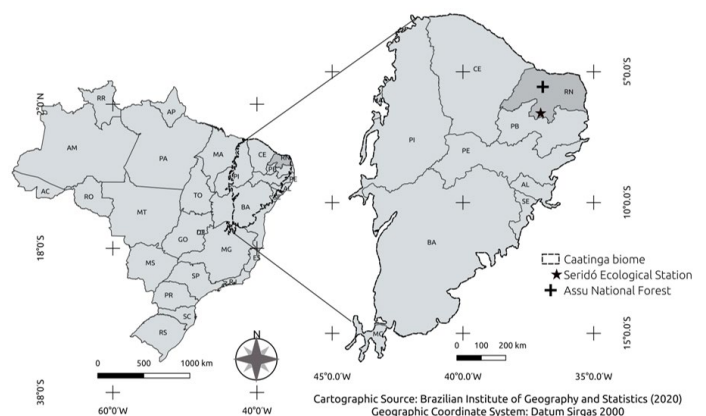 RR
AP
2.0°N
AM
PA
MA
CE
RN
PI
PB
PE
AC
RO
TO
AL
SE
BA
MT
DF
GO
MG
ES
MS
SP
RJ
PR
SC
RS
18°0'S
38°0'S
60°0'W
40°0'W
0 500 1000 km
N
CE
RN
PI
PB
PE
AL
SE
BA
MG
5°0.0'S
10°0.0'S
15°0.0'S
Caatinga biome
Seridó Ecological Station
Assu National Forest
0 100 200 km
45°0.0.0'W
40°0.0'W
35°0.0'W
Cartographic Source: Brazilian Institute of Geography and Statistics (2020)
Geographic Coordinate System: Datum Sirgas 2000